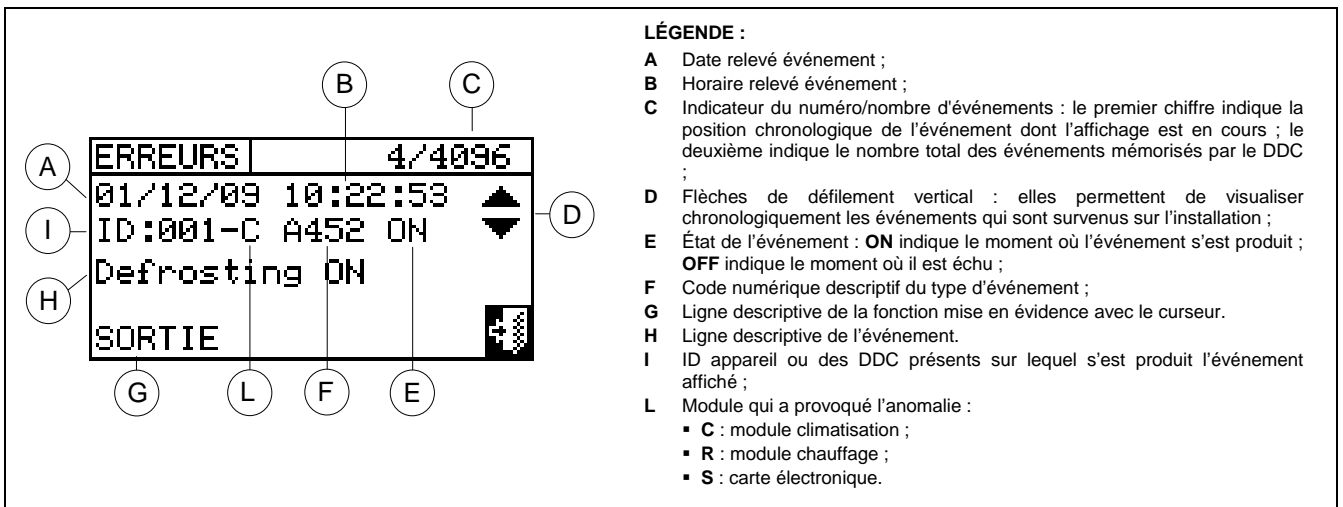 B
C
A
I
H
D
G
L
F
E
ERREURS 4/4096
01/12/09 10:22:53
ID:001-C A452 ON
Defrosting ON
SORTIE
LÉGENDE :
A Date relevé événement ;
B Horaire relevé événement ;
C Indicateur du numéro/nombre d'événements : le premier chiffre indique la
position chronologique de l’événement dont l’affichage est en cours ; le
deuxième indique le nombre total des événements mémorisés par le DDC
;
D Flèches de défilement vertical : elles permettent de visualiser
chronologiquement les événements qui sont survenus sur l’installation ;
E État de l’événement : ON indique le moment où l’événement s’est produit ;
OFF indique le moment où il est échu ;
F Code numérique descriptif du type d’événement ;
G Ligne descriptive de la fonction mise en évidence avec le curseur.
H Ligne descriptive de l’événement.
I ID appareil ou des DDC présents sur lequel s’est produit l’événement
affiché ;
L Module qui a provoqué l’anomalie :
▪ C : module climatisation ;
▪ R : module chauffage ;
▪ S : carte électronique.